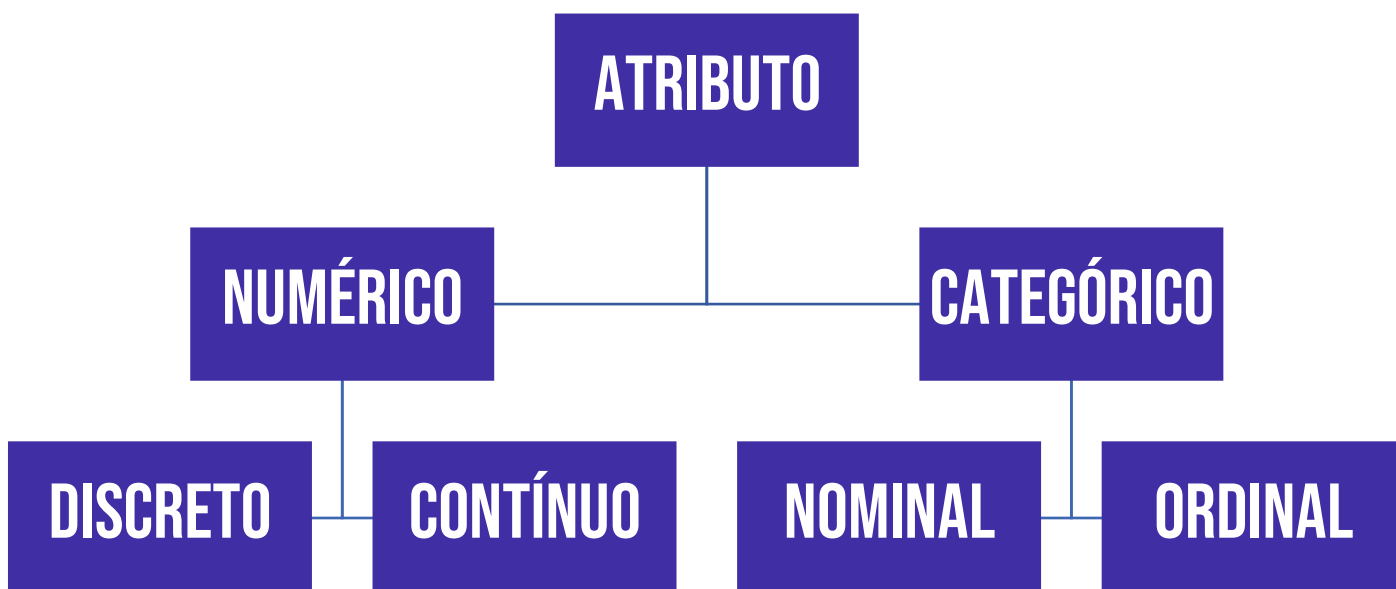 ATRIBUTO
NUMÉRICO
CATEGÓRICO
DISCRETO
CONTÍNUO
NOMINAL
ORDINAL